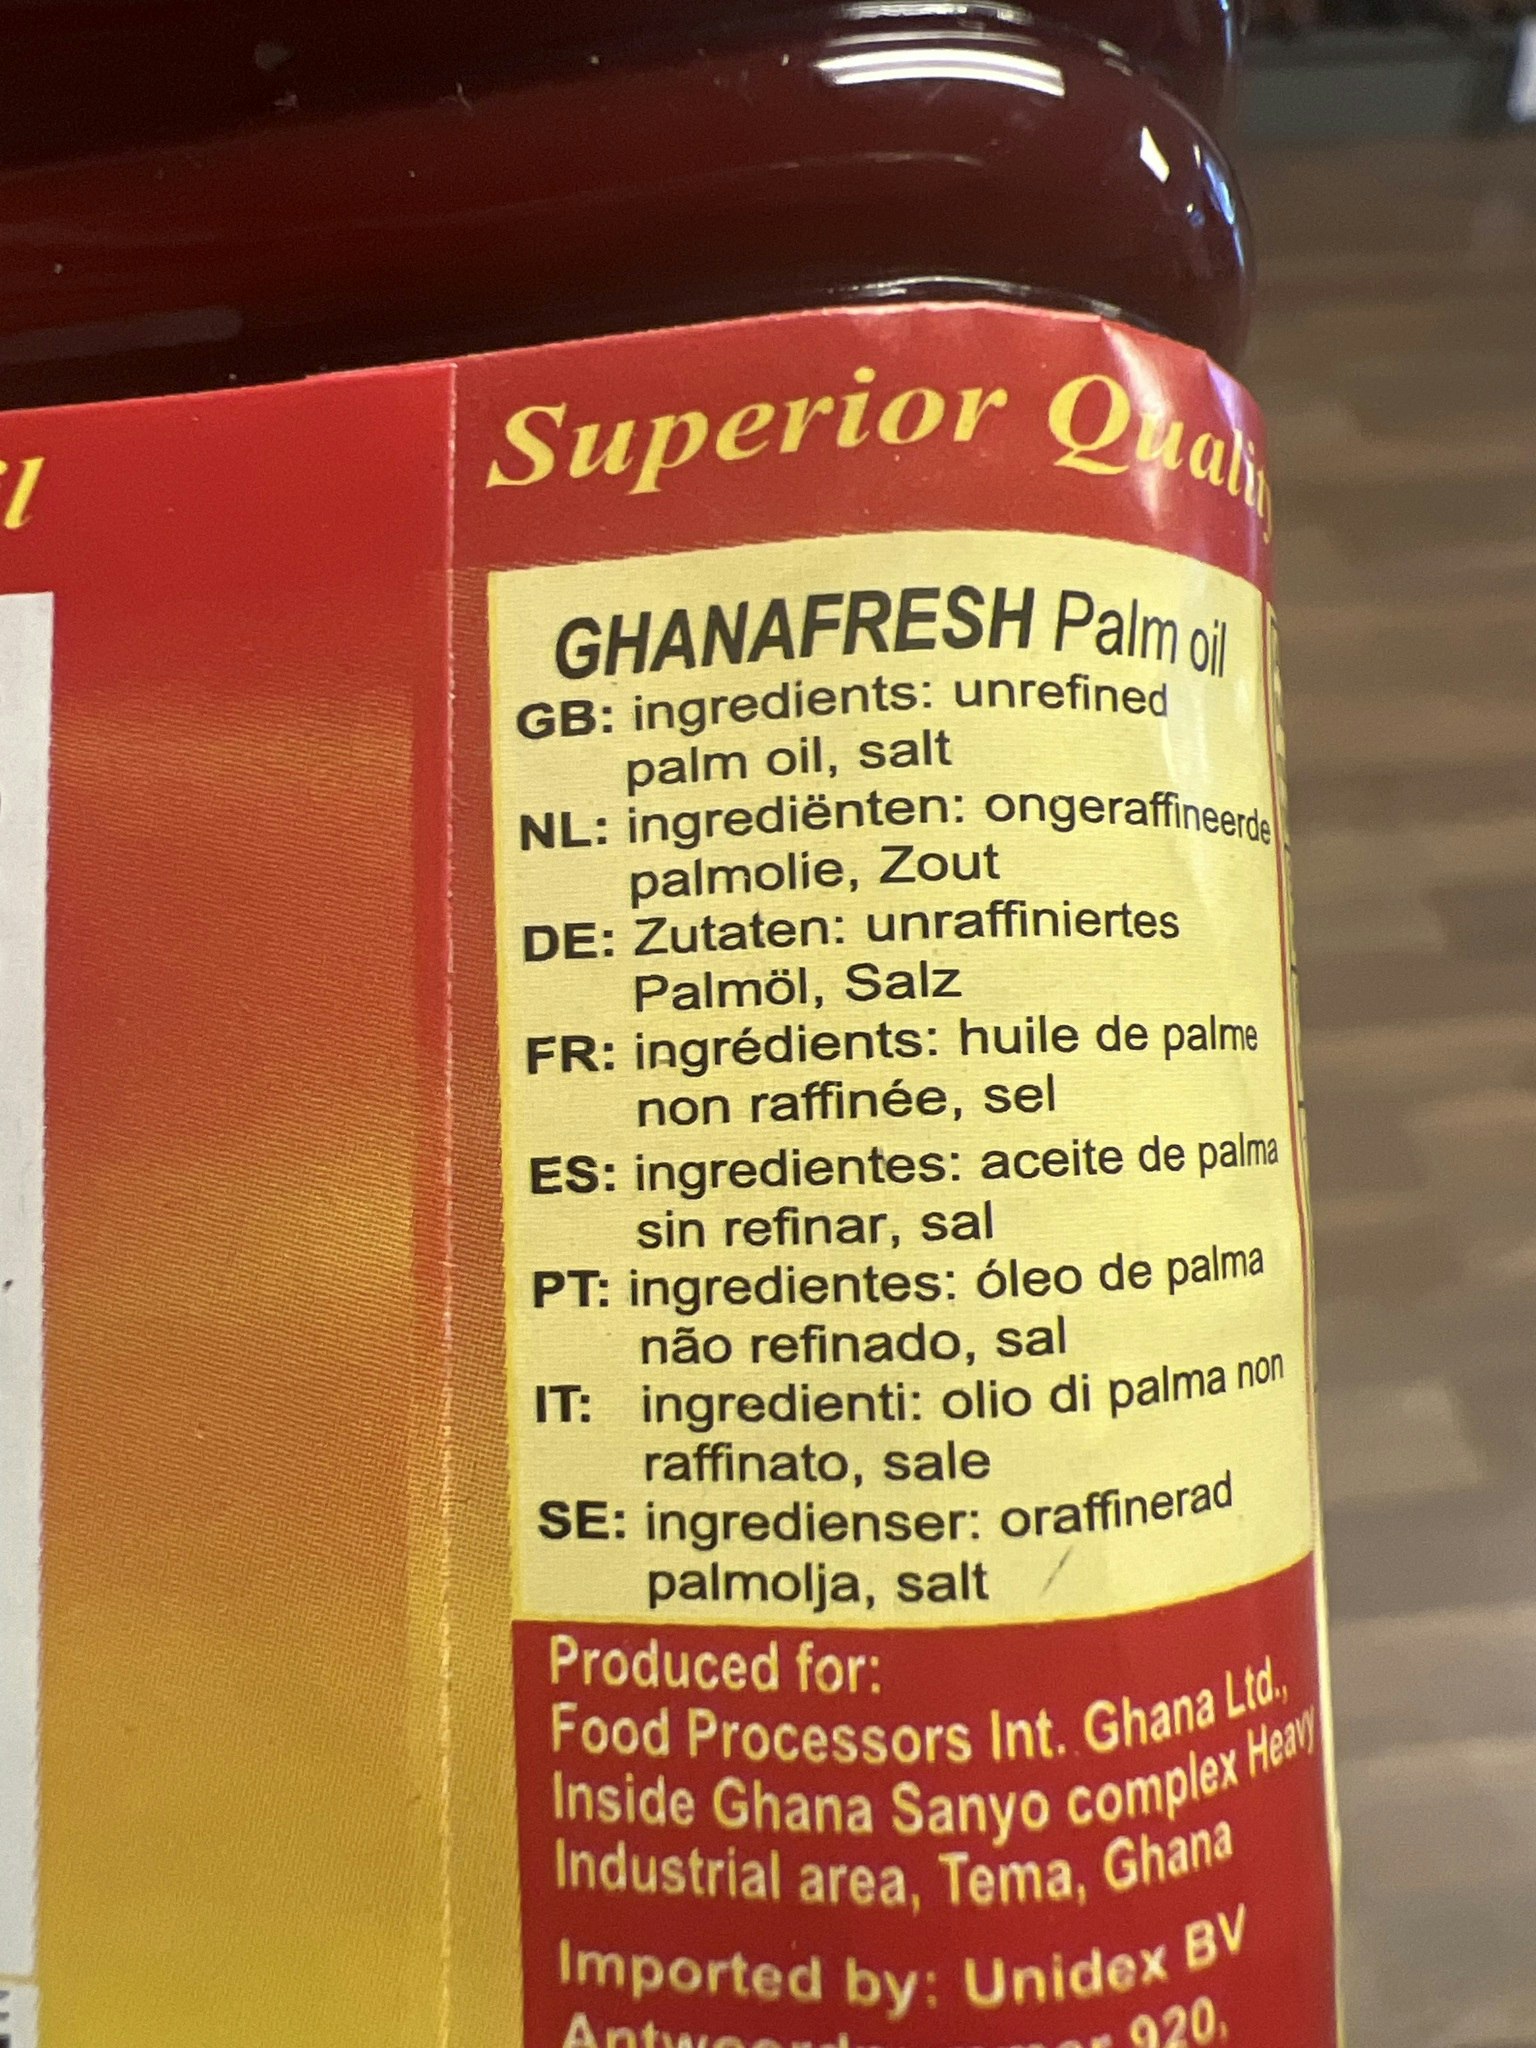 Superior Quality
GHANAFRESH Palm oil
GB: ingredients: unrefined
palm oil, salt
NL: ingrediënten: ongeraffineerde
palmolie, Zout
DE: Zutaten: unraffiniertes
Palmöl, Salz
FR: ingrédients: huile de palme
non raffinée, sel
ES: ingredientes: aceite de palma
sin refinar, sal
PT: ingredientes: óleo de palma
não refinado, sal
IT: ingredienti: olio di palma non
raffinato, sale
SE: ingredienser: oraffinerad
palmolja, salt
Produced for:
Food Processors Int. Ghana Ltd.,
Inside Ghana Sanyo complex Heavy
Industrial area, Tema, Ghana
Imported by: Unidex BV
920,